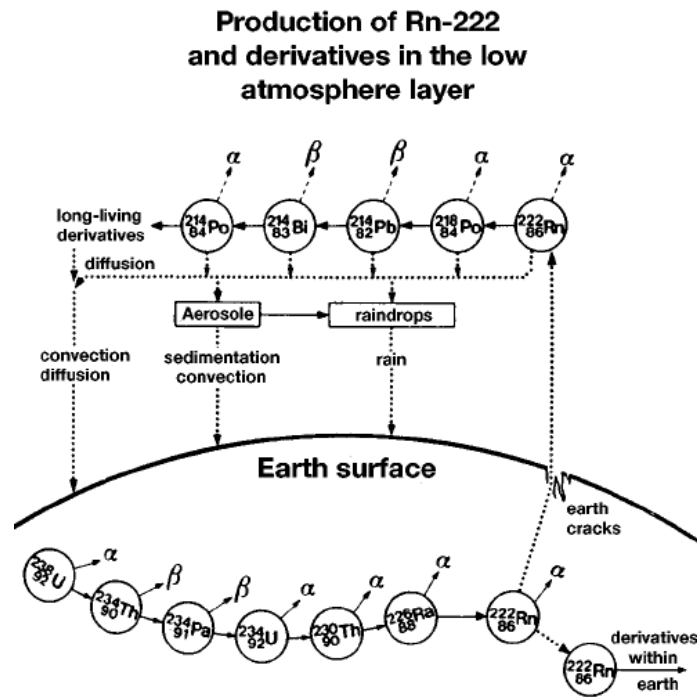 Production of Rn-222
and derivatives in the low
atmosphere layer
α β β α α
long-living
derivatives
214 84 Po
214 83 Bi
214 82 Pb
218 84 Po
222 86 Rn
diffusion
Aerosole
raindrops
convection
diffusion
sedimentation
convection
rain
Earth surface
earth
cracks
238 92 U α
234 90 Th β
234 91 Pa β
234 92 U α
230 90 Th α
226 88 Ra α
222 86 Rn α
222 86 Rn
derivatives
within
earth